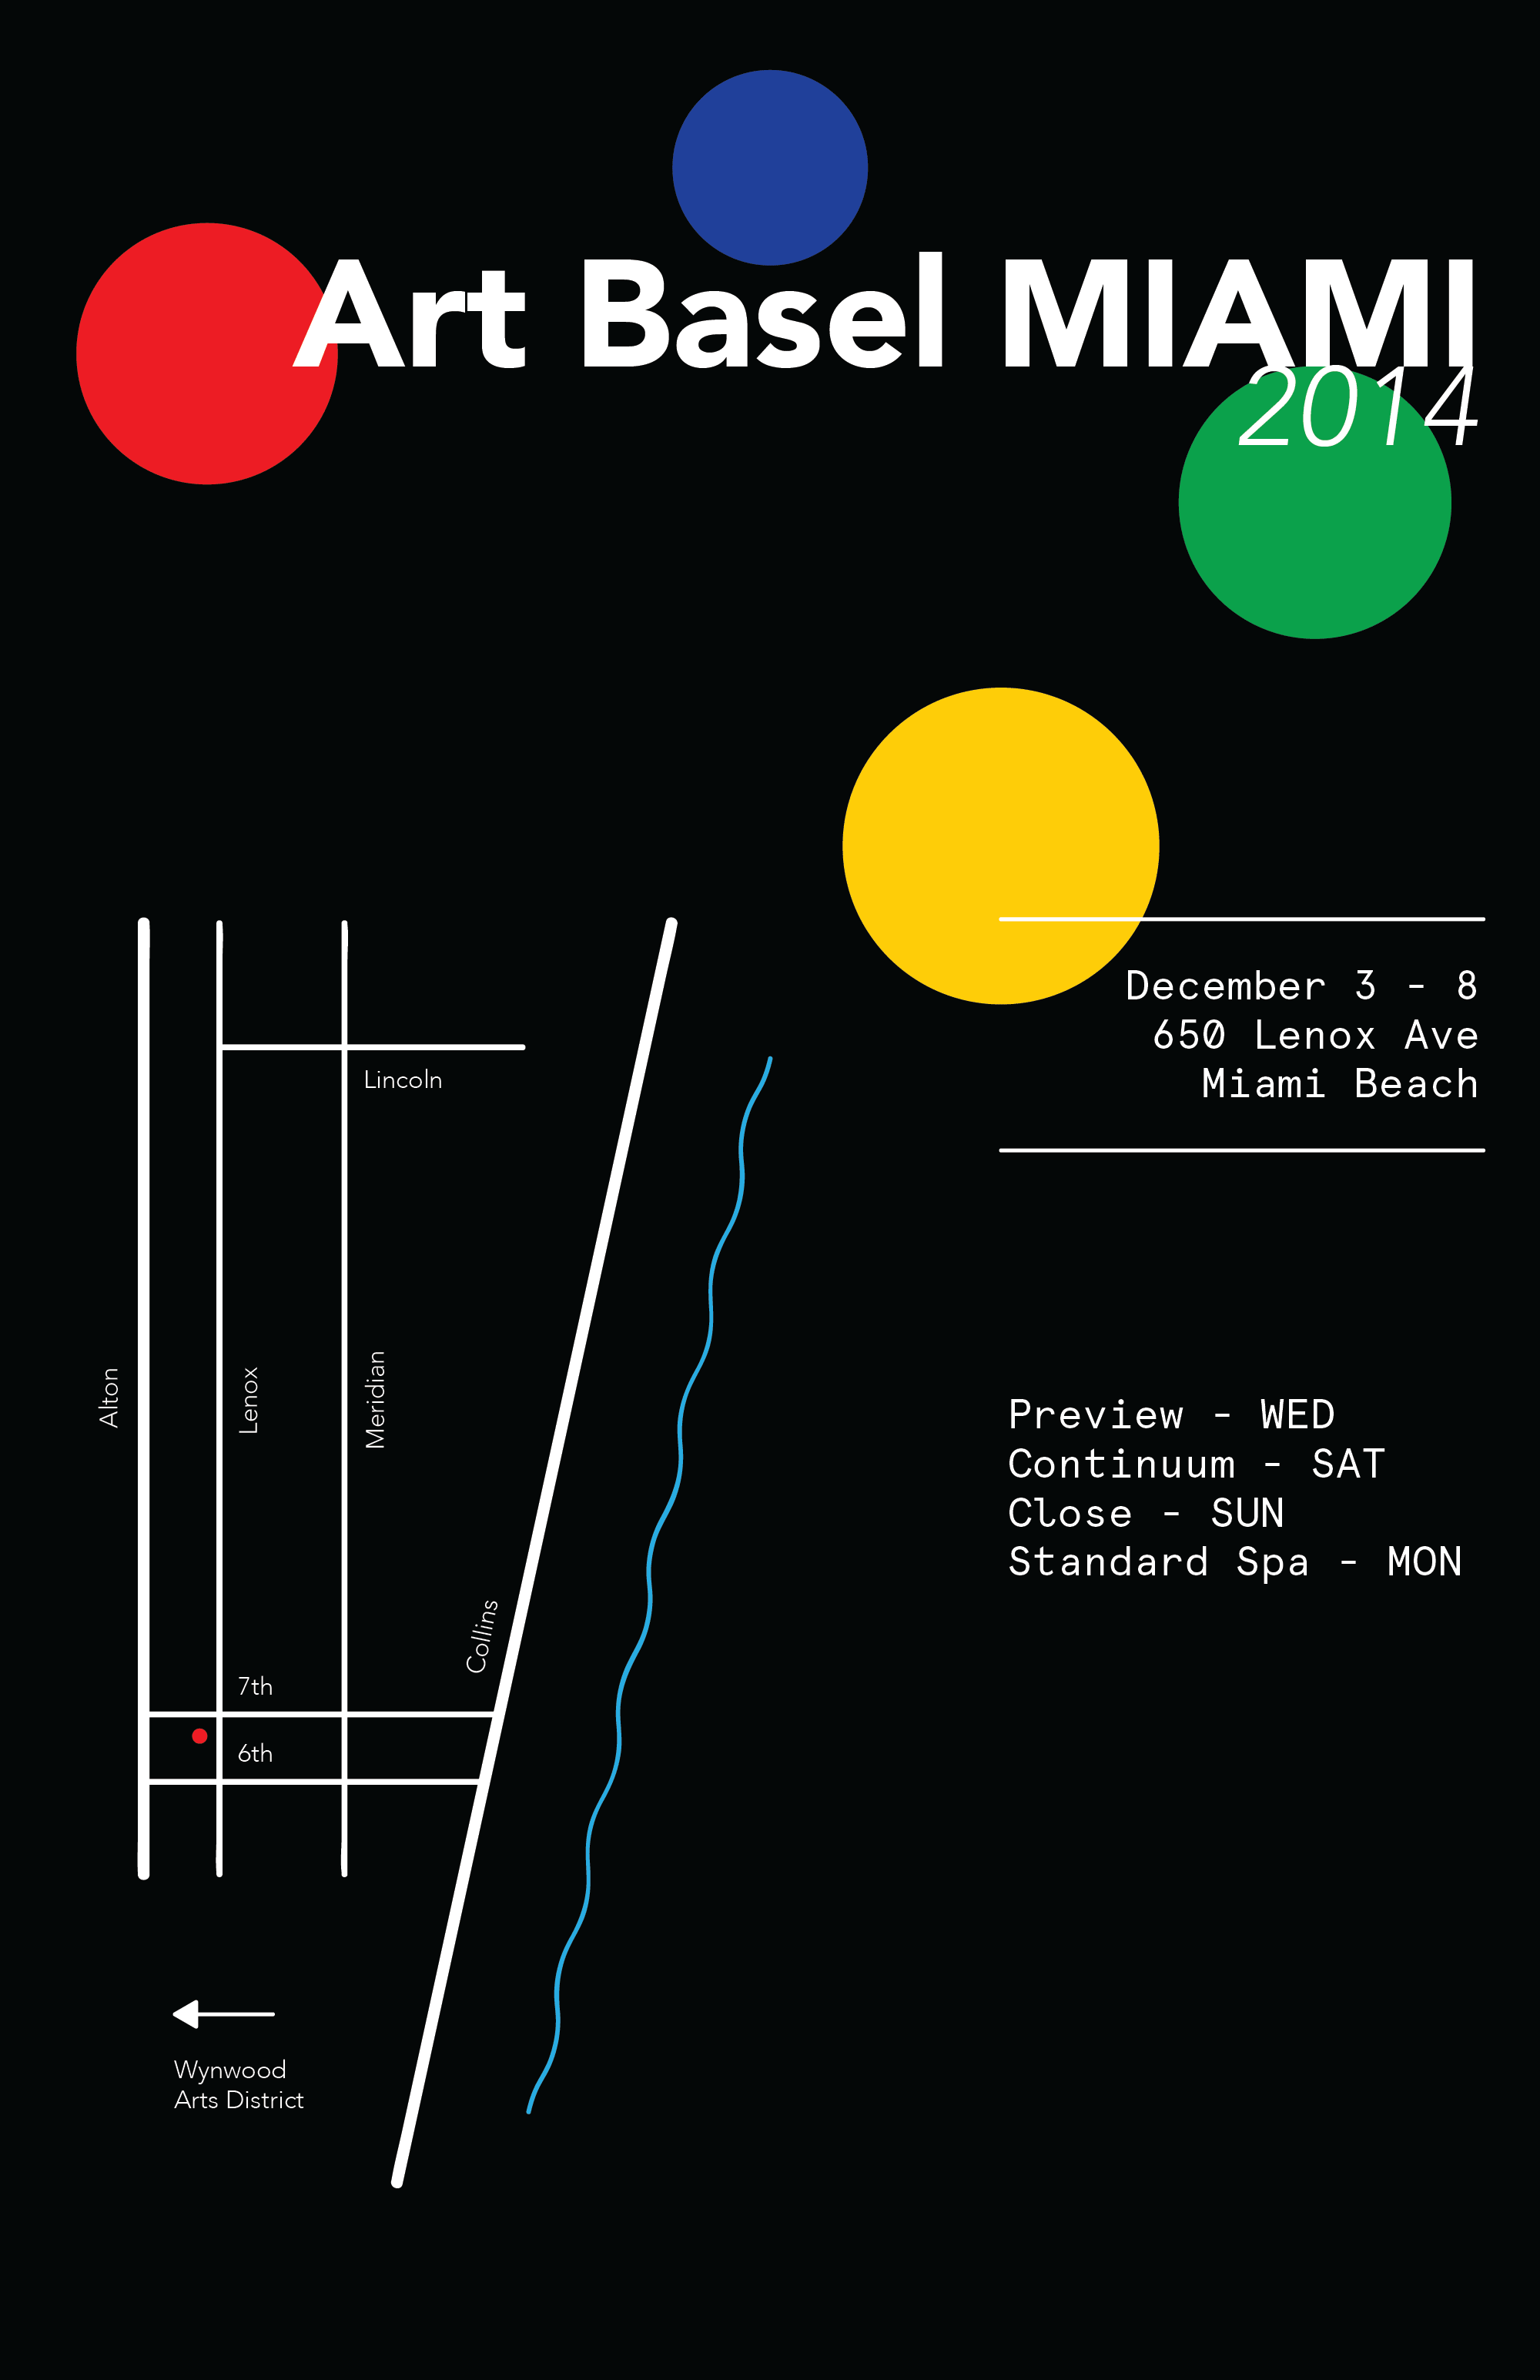 Art Basel MIAMI
2014
December 3 - 8
650 Lenox Ave
Miami Beach
Lincoln
Alton
Lenox
Meridian
Preview - WED
Continuum - SAT
Close - SUN
Standard Spa - MON
Collins
7th
6th
Wynwood
Arts District